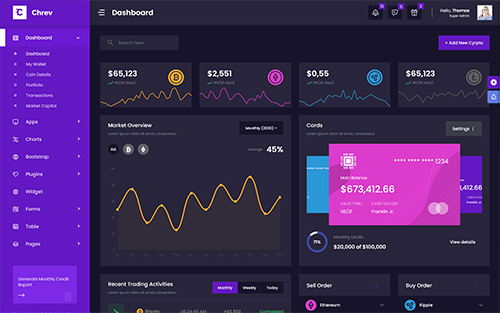 Chrev
Dashboard
Hello, Thomas
Super Admin
Dashboard
Dashboard
My Wallet
Coin Details
Portfolio
Transactions
Market Capital
Apps
Charts
Bootstrap
Plugins
Widget
Forms
Table
Pages
Generate Monthly Credit
Report
Search here
+ Add New Cyrpto
$65,123
$2,551
$0,55
$65,123
Market Overview
Lorem ipsum dolor sit amet, consectetur
Monthly (2020)
All
Average
45%
Cards
Lorem ipsum dolor sit amet, consectetur
Settings
1234
Main Balance
$673,412.66
VALID THRU
CARD HOLDER
08/21
Franklin Jr.
71%
Monthly Limits
$20,000 of $100,000
View details
Recent Trading Activities
Lorem ipsum dolor sit amet, consectetur
Monthly
Weekly
Today
Bitcoin
Completed
Sell Order
Ethereum
Buy Order
Ripple